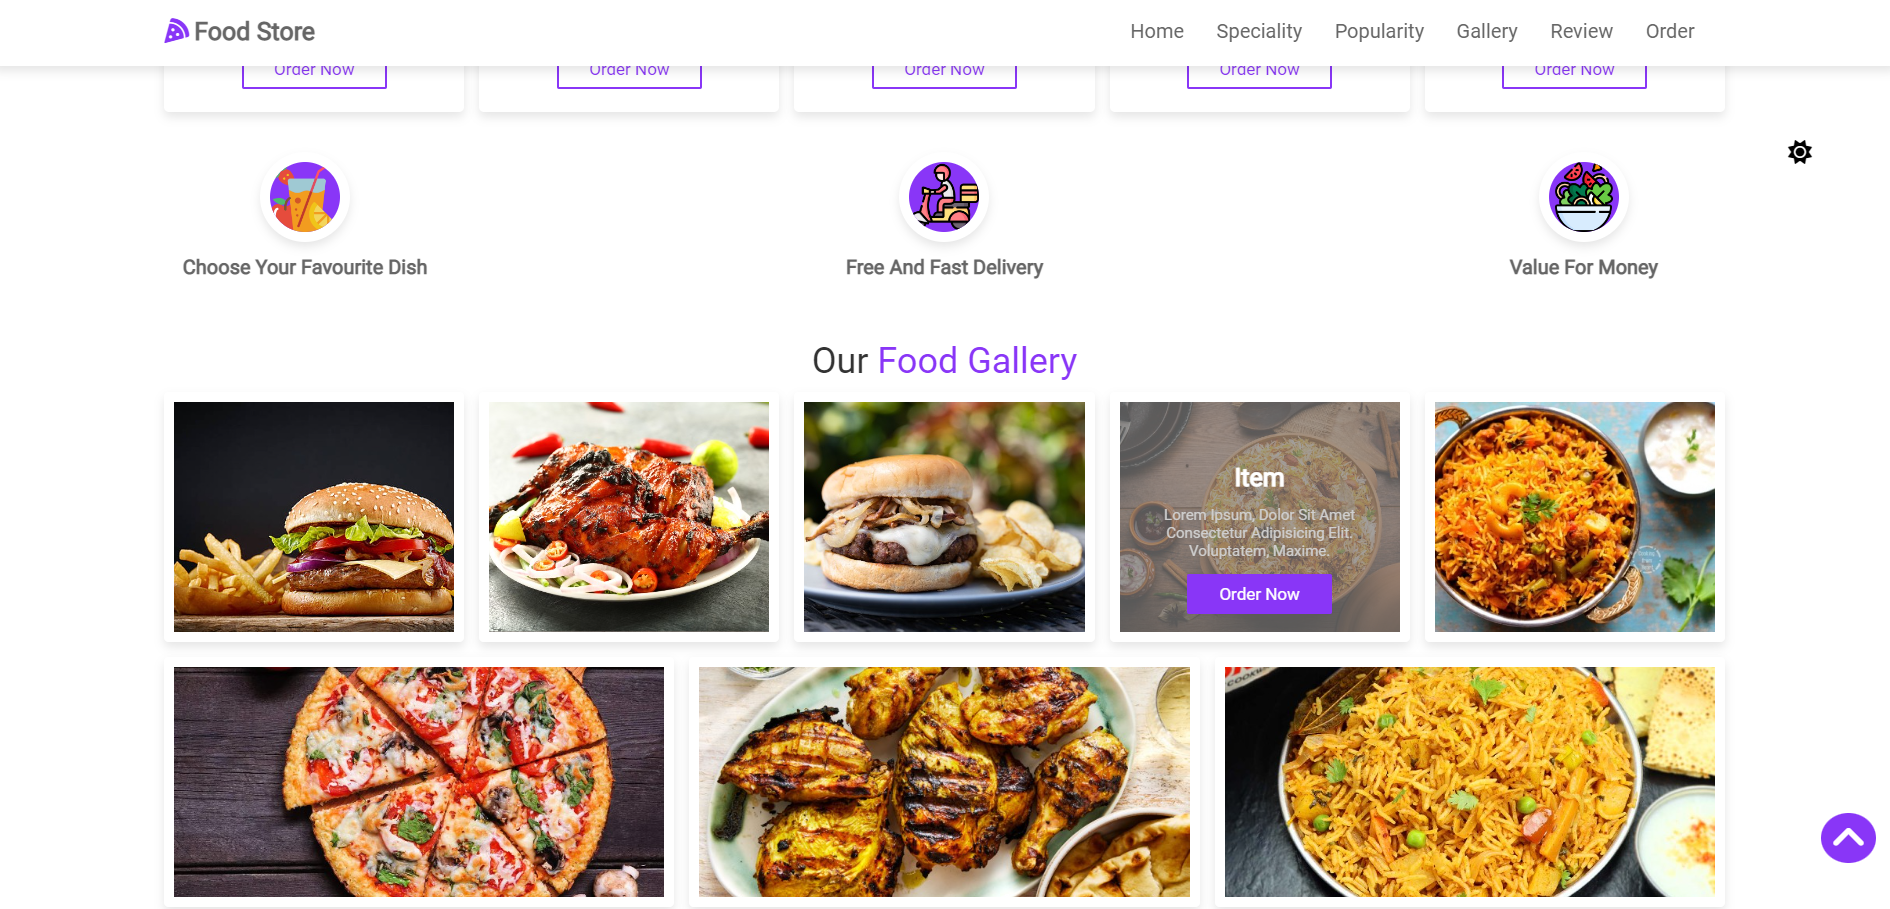 Food Store
Home Speciality Popularity Gallery Review Order
Order Now Order Now Order Now Order Now Order Now
Choose Your Favourite Dish Free And Fast Delivery Value For Money
Our Food Gallery
Item
Lorem Ipsum, Dolor Sit Amet
Consectetur Adipisicing Elit.
Voluptatem, Maxime.
Order Now